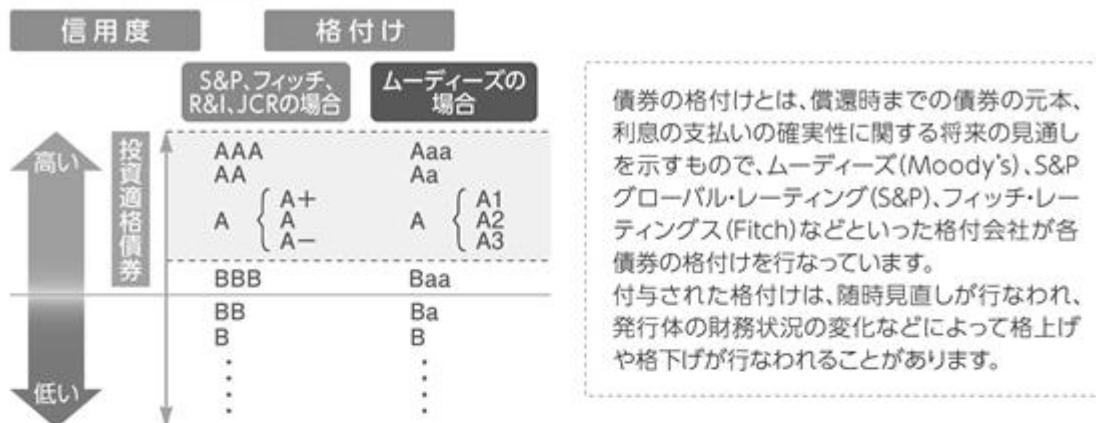 信用度
格付け
S&P、フィッチ、
R&I、JCRの場合
ムーディーズの
場合
高い
低い
投資適格債券
AAA Aaa
AA Aa
A { A+ A { A1
A A2
A− A3
BBB Baa
BB Ba
B B
債券の格付けとは、償還時までの債券の元本、
利息の支払いの確実性に関する将来の見通し
を示すもので、ムーディーズ(Moody's)、S&P
グローバル・レーティング(S&P)、フィッチ・レー
ティングス(Fitch)などといった格付会社が各
債券の格付けを行なっています。
付与された格付けは、随時見直しが行なわれ、
発行体の財務状況の変化などによって格上げ
や格下げが行なわれることがあります。